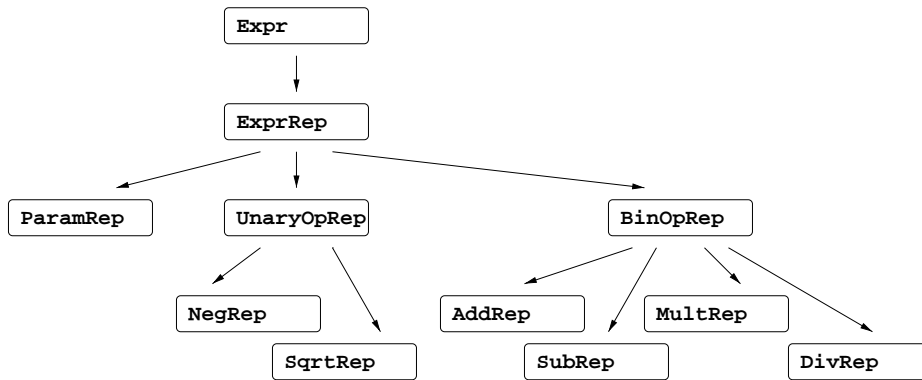 Expr
ExprRep
ParamRep
UnaryOpRep
BinOpRep
NegRep
AddRep
MultRep
SqrtRep
SubRep
DivRep